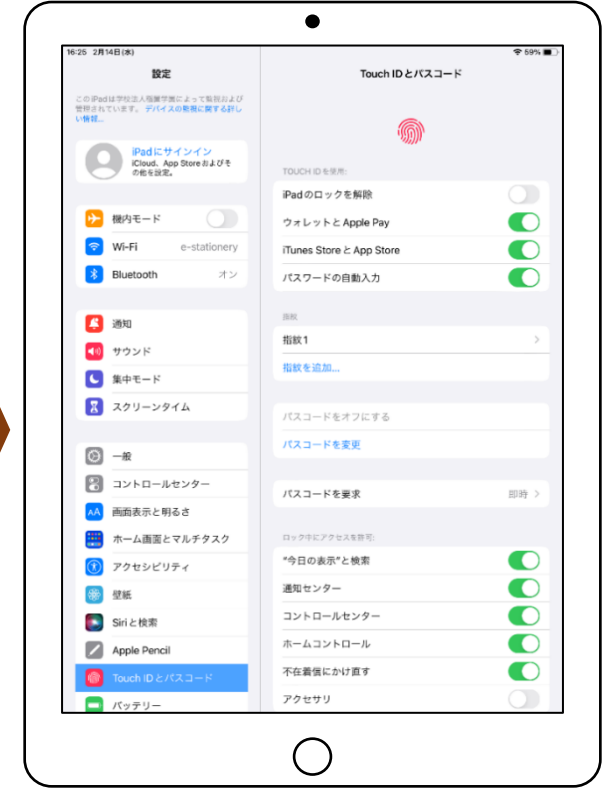 16:25 2月14日(水)
59%
設定
このiPadは学校法人極東学園によって監視および
管理されています。デバイスの監視に関する詳し
い情報...
iPadにサインイン
iCloud、App Storeおよびそ
の他を設定。
機内モード
Wi-Fi e-stationery
Bluetooth オン
通知
サウンド
集中モード
スクリーンタイム
一般
コントロールセンター
AA 画面表示と明るさ
ホーム画面とマルチタスク
アクセシビリティ
壁紙
Siriと検索
Apple Pencil
Touch IDとパスコード
バッテリー
Touch IDとパスコード
TOUCH IDを使用:
iPadのロックを解除
ウォレットとApple Pay
iTunes StoreとApp Store
パスワードの自動入力
指紋
指紋1
指紋を追加...
パスコードをオフにする
パスコードを変更
パスコードを要求 即時
ロック中にアクセスを許可:
“今日の表示”と検索
通知センター
コントロールセンター
ホームコントロール
不在着信にかけ直す
アクセサリ